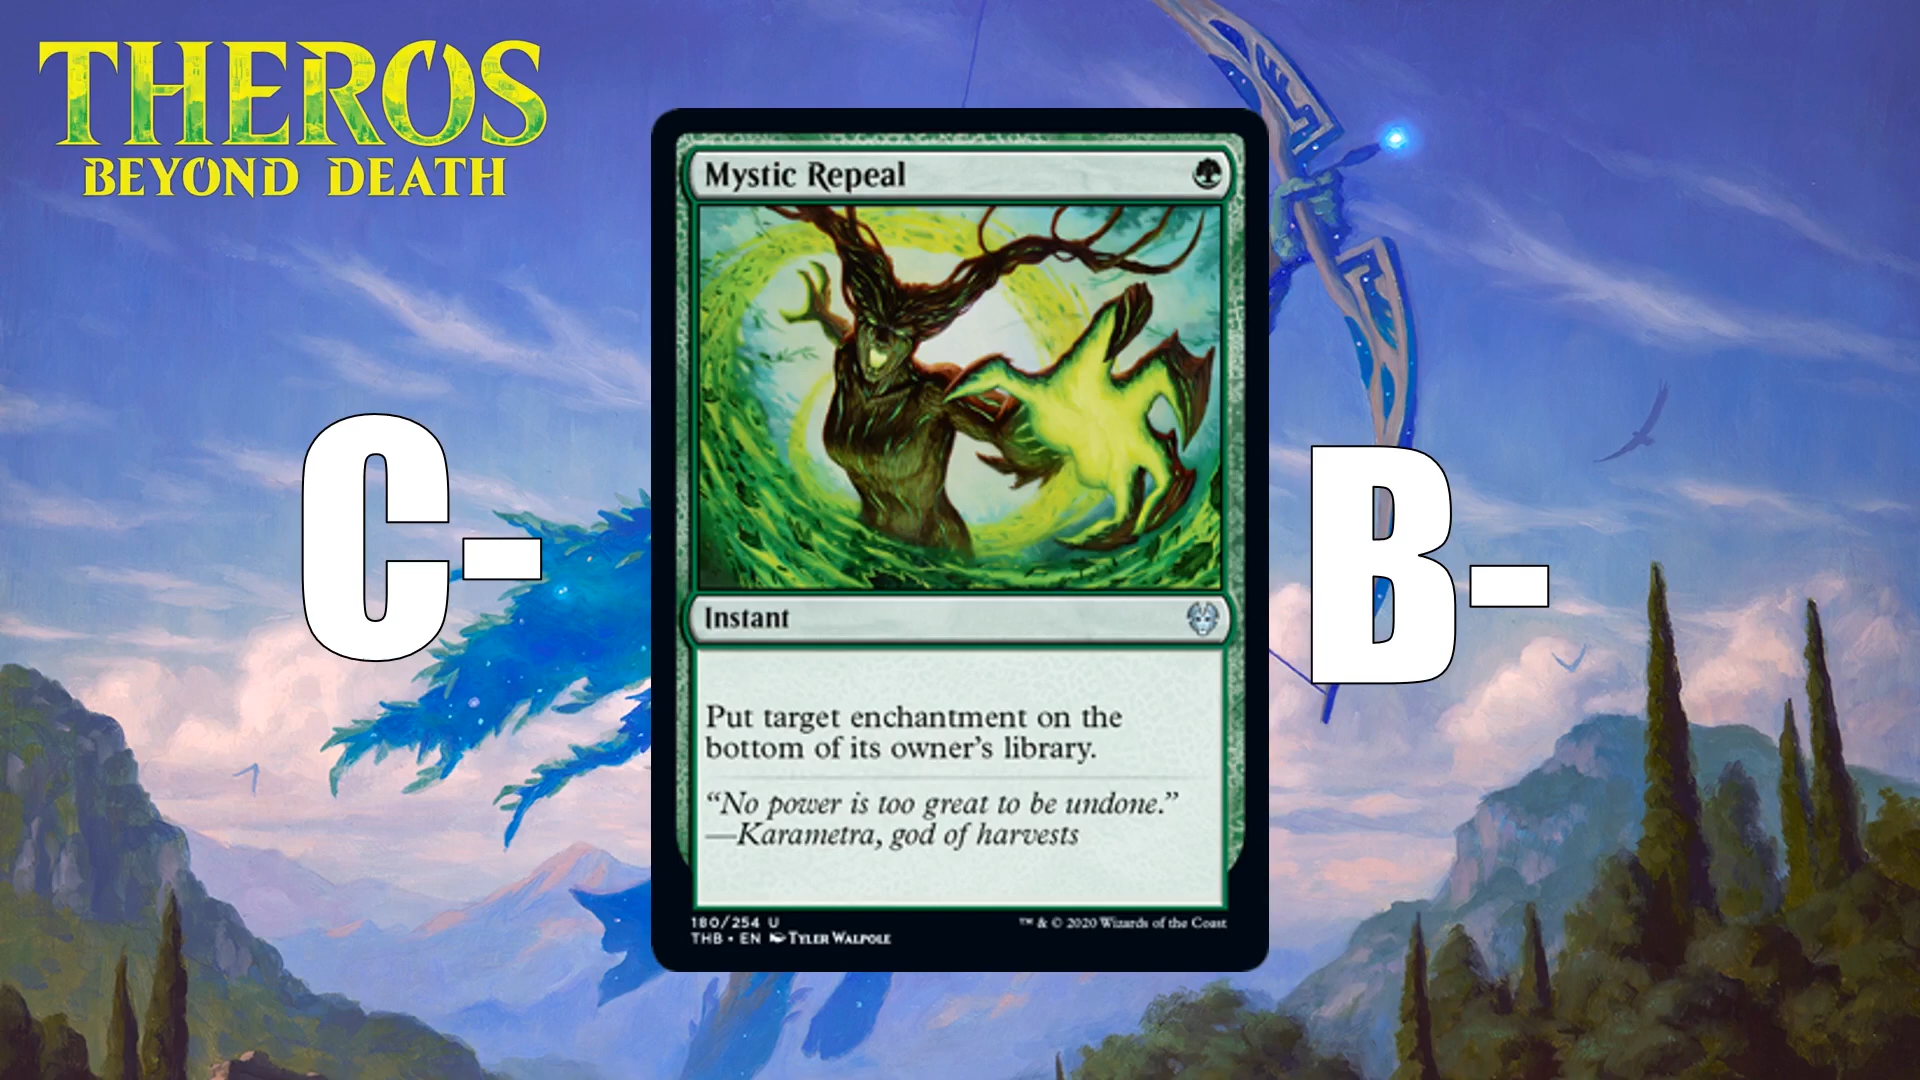 THEROS
BEYOND DEATH
Mystic Repeal
C-
B-
Instant
Put target enchantment on the
bottom of its owner's library.
“No power is too great to be undone.”
—Karametra, god of harvests
180/254 U
THB • EN Tyler Walpole
™ & © 2020 Wizards of the Coast